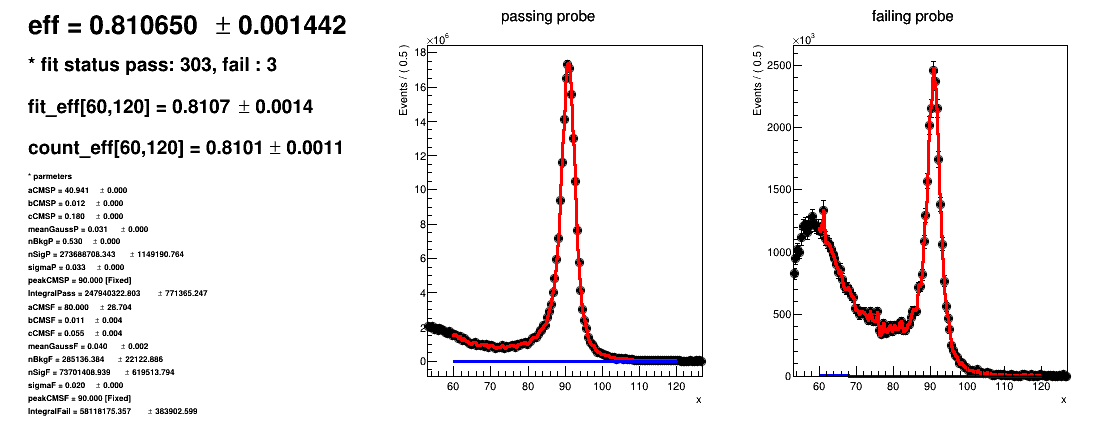 eff = 0.810650 ± 0.001442
* fit status pass: 303, fail : 3
fit_eff[60,120] = 0.8107 ± 0.0014
count_eff[60,120] = 0.8101 ± 0.0011
* parmeters
aCMSP = 40.941 ± 0.000
bCMSP = 0.012 ± 0.000
cCMSP = 0.180 ± 0.000
meanGaussP = 0.031 ± 0.000
nBkgP = 0.530 ± 0.000
nSigP = 273688708.343 ± 1149190.764
sigmaP = 0.033 ± 0.000
peakCMSP = 90.000 [Fixed]
IntegralPass = 247940322.803 ± 771365.247
aCMSF = 80.000 ± 28.704
bCMSF = 0.011 ± 0.004
cCMSF = 0.055 ± 0.004
meanGaussF = 0.040 ± 0.002
nBkgF = 285136.384 ± 22122.886
nSigF = 73701408.939 ± 619513.794
sigmaF = 0.020 ± 0.000
peakCMSF = 90.000 [Fixed]
IntegralFail = 58118175.357 ± 383902.599
passing probe
×10⁶
Events / ( 0.5 )
18
16
14
12
10
8
6
4
2
0
60 70 80 90 100 110 120
x
failing probe
×10³
Events / ( 0.5 )
2500
2000
1500
1000
500
0
60 70 80 90 100 110 120
x